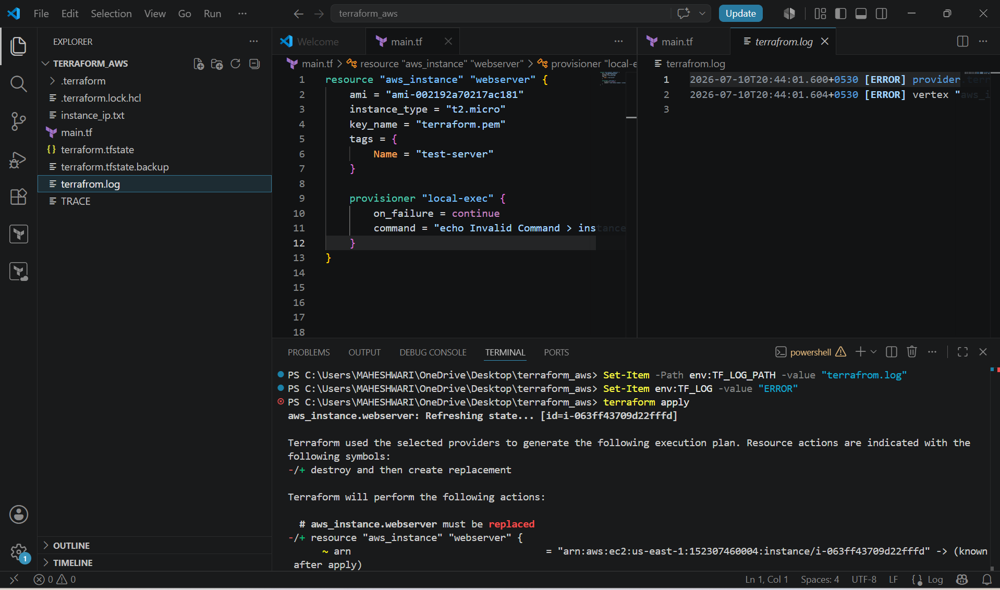 File Edit Selection View Go Run ··· terraform_aws Update
EXPLORER ···
TERRAFORM_AWS
.terraform
.terraform.lock.hcl
instance_ip.txt
main.tf
{} terraform.tfstate
terraform.tfstate.backup
terrafrom.log
TRACE
OUTLINE
TIMELINE
Welcome main.tf ···
main.tf > resource "aws_instance" "webserver" > provisioner "local-e
1 resource "aws_instance" "webserver" {
2 ami = "ami-002192a70217ac181"
3 instance_type = "t2.micro"
4 key_name = "terraform.pem"
5 tags = {
6 Name = "test-server"
7 }
8
9 provisioner "local-exec" {
10 on_failure = continue
11 command = "echo Invalid Command > instance
12 }
13 }
14
15
16
17
18
main.tf terrafrom.log ···
terrafrom.log
1 2026-07-10T20:44:01.600+0530 [ERROR] provider.terr
2 2026-07-10T20:44:01.604+0530 [ERROR] vertex "aws_i
3
PROBLEMS OUTPUT DEBUG CONSOLE TERMINAL PORTS powershell ···
PS C:\Users\MAHESHWARI\OneDrive\Desktop\terraform_aws> Set-Item -Path env:TF_LOG_PATH -value "terrafrom.log"
PS C:\Users\MAHESHWARI\OneDrive\Desktop\terraform_aws> Set-Item env:TF_LOG -value "ERROR"
PS C:\Users\MAHESHWARI\OneDrive\Desktop\terraform_aws> terraform apply
aws_instance.webserver: Refreshing state... [id=i-063ff43709d22fffd]
Terraform used the selected providers to generate the following execution plan. Resource actions are indicated with the
following symbols:
-/+ destroy and then create replacement
Terraform will perform the following actions:
# aws_instance.webserver must be replaced
-/+ resource "aws_instance" "webserver" {
~ arn = "arn:aws:ec2:us-east-1:152307460004:instance/i-063ff43709d22fffd" -> (known
after apply)
1
0 0 Ln 1, Col 1 Spaces: 4 UTF-8 LF {} Log